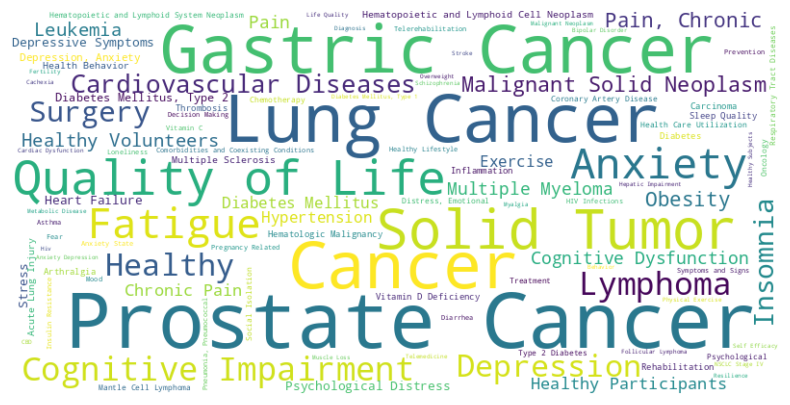 Hematopoietic and Lymphoid System Neoplasm
Life Quality
Hematopoietic and Lymphoid Cell Neoplasm
Malignant Neoplasm
Leukemia
Pain
Diagnostic
Telerehabilitation
Bipolar Disorder
Pain, Chronic
Depressive Symptoms
Gastric Cancer
Stroke
Prevention
Depression, Anxiety
Health Behavior
Fertility
Cachexia
Cardiovascular Diseases
Overweight
Schizophrenia
Malignant Solid Neoplasm
Respiratory Tract Diseases
Diabetes Mellitus, Type 2
Chemotherapy
Diabetes Mellitus, Type 1
Coronary Artery Disease
Carcinoma
Surgery
Thrombosis
Decision Making
Lung Cancer
Sleep Quality
Health Care Utilization
Vitamin C
Diabetes
Healthy Volunteers
Cardiac Dysfunction
Loneliness
Comorbidities and Coexisting Conditions
Healthy Lifestyle
Oncology
Healthy Subjects
Multiple Sclerosis
Exercise
Anxiety
Quality of Life
Inflammation
Hepatic Impairment
Multiple Myeloma
Obesity
Heart Failure
Diabetes Mellitus
Distress, Emotional
HIV Infections
Myalgia
Metabolic Disease
Asthma
Fatigue
Hypertension
Solid Tumor
Insomnia
Hiv
Fear
Anxiety State
Hematologic Malignancy
Pregnancy Related
Anxiety Depression
Healthy
Cancer
Cognitive Dysfunction
Symptoms and Signs
Stress
Acute Lung Injury
Arthralgia
Mood
Insulin Resistance
Chronic Pain
Social Isolation
Treatment
Lymphoma
Vitamin D Deficiency
Physical Exercise
Pneumonia, Pneumococcal
Prostate Cancer
Diarrhea
Self Efficacy
Muscle Loss
Telemedicine
Type 2 Diabetes
Follicular Lymphoma
Psychological
Cognitive Impairment
Depression
Rehabilitation
Resilience
Mantle Cell Lymphoma
Psychological Distress
Healthy Participants